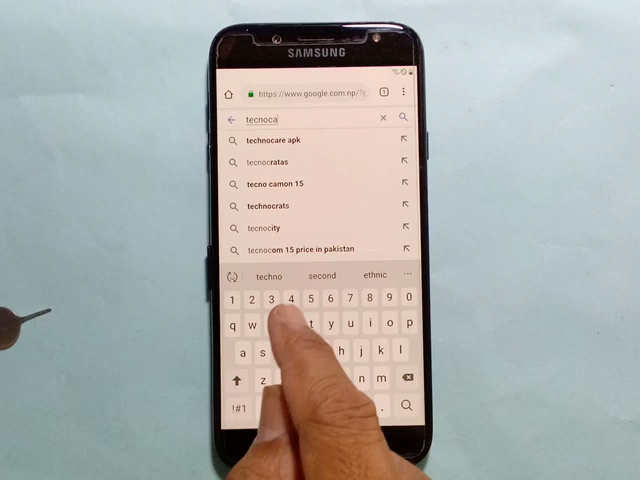 SAMSUNG
https://www.google.com.np/?g
1
tecnoca
technocare apk
tecnocratas
tecno camon 15
technocrats
tecnocity
tecnocom 15 price in pakistan
techno second ethnic ...
1 2 3 4 5 6 7 8 9 0
q w t y u i o p
a s h j k l
z n m
!#1 .